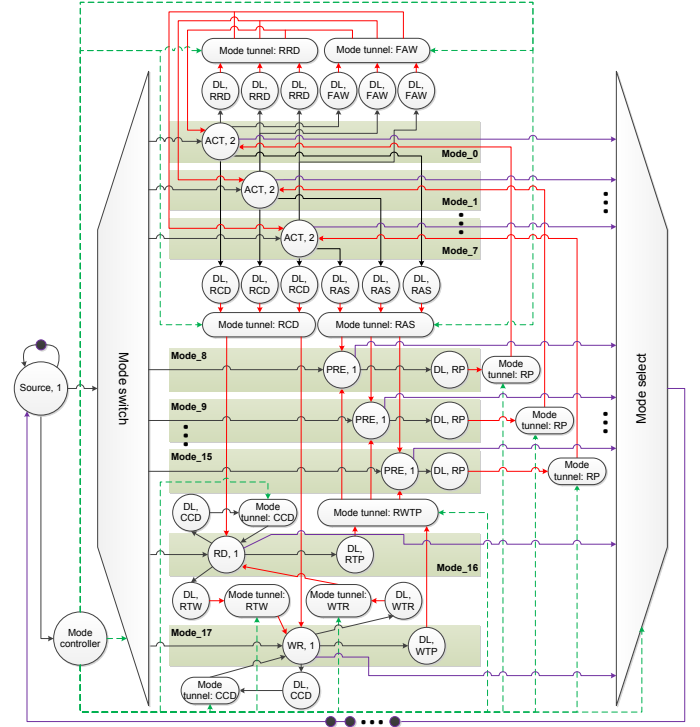 Mode tunnel: RRD
Mode tunnel: FAW
DL,
RRD
DL,
RRD
DL,
RRD
DL,
FAW
DL,
FAW
DL,
FAW
ACT, 2
Mode_0
ACT, 2
Mode_1
ACT, 2
Mode_7
DL,
RCD
DL,
RCD
DL,
RCD
DL,
RAS
DL,
RAS
DL,
RAS
Mode tunnel: RCD
Mode tunnel: RAS
Mode switch
Mode select
Source, 1
Mode_8
PRE, 1
DL, RP
Mode
tunnel: RP
Mode_9
PRE, 1
DL, RP
Mode
tunnel: RP
Mode_15
PRE, 1
DL, RP
Mode
tunnel: RP
DL,
CCD
Mode
tunnel: CCD
Mode tunnel: RWTP
RD, 1
DL,
RTP
Mode_16
DL,
RTW
Mode tunnel:
RTW
Mode tunnel:
WTR
DL,
WTR
Mode_17
WR, 1
DL,
WTP
Mode
controller
Mode
tunnel: CCD
DL,
CCD